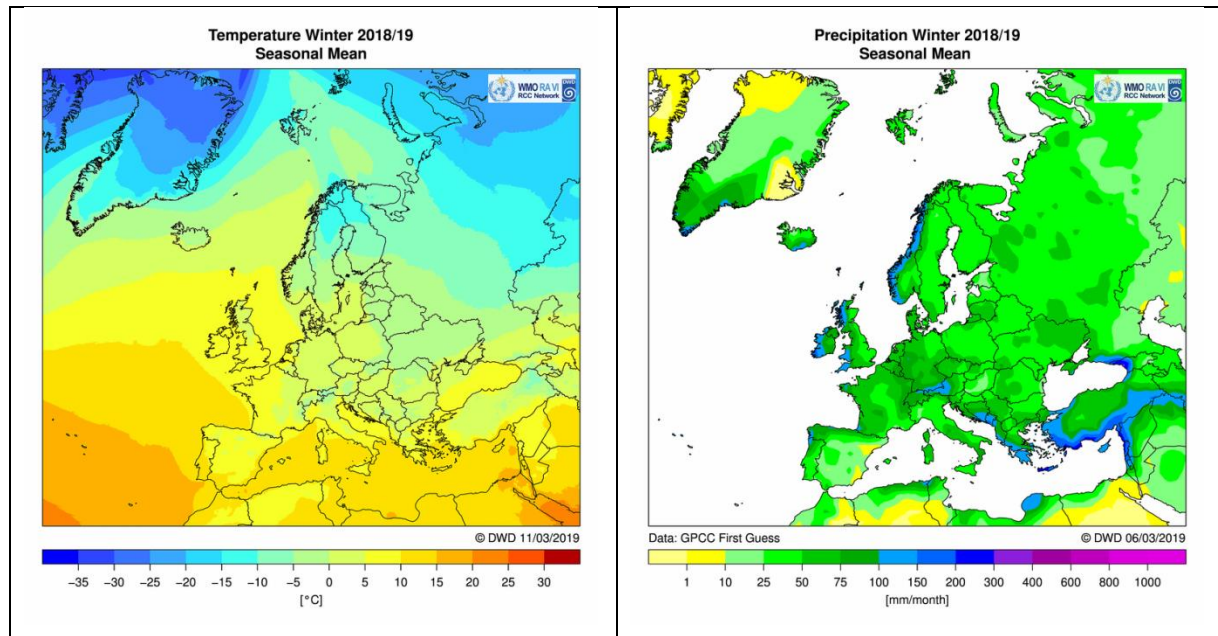 Temperature Winter 2018/19
Seasonal Mean
WMO RA VI
RCC Network
DWD
© DWD 11/03/2019
−35 −30 −25 −20 −15 −10 −5 0 5 10 15 20 25 30
[°C]
Precipitation Winter 2018/19
Seasonal Mean
WMO RA VI
RCC Network
DWD
Data: GPCC First Guess © DWD 06/03/2019
1 10 25 50 75 100 150 200 300 400 600 800 1000
[mm/month]